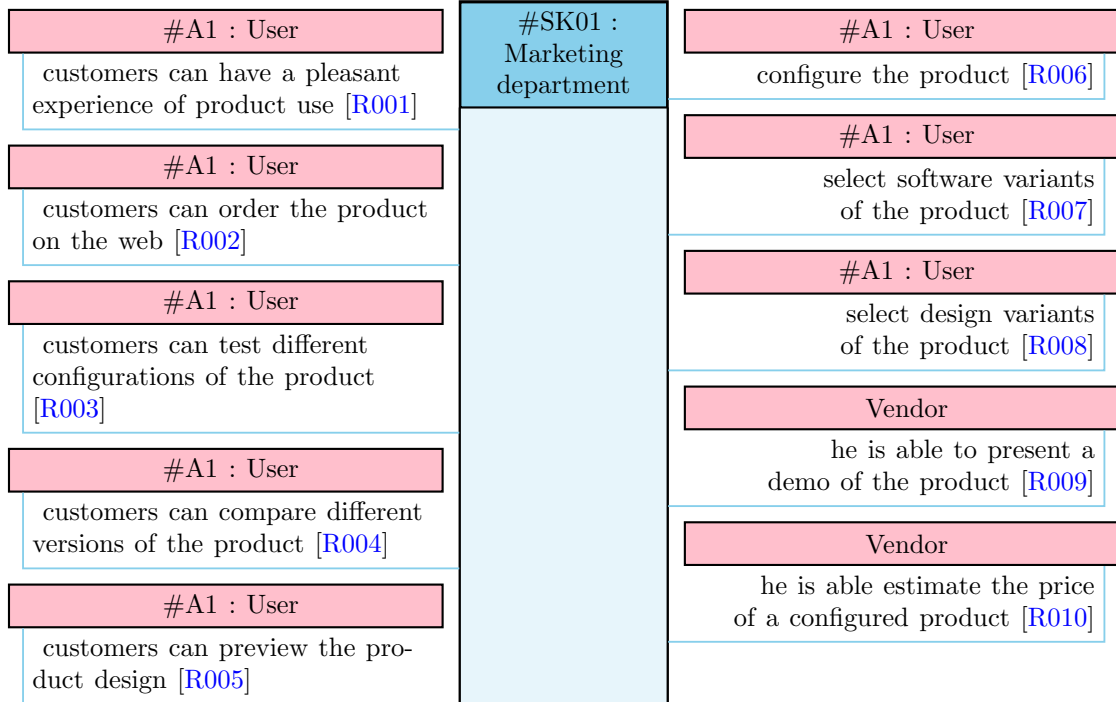 #A1 : User
customers can have a pleasant
experience of product use [R001]
#A1 : User
customers can order the product
on the web [R002]
#A1 : User
customers can test different
configurations of the product
[R003]
#A1 : User
customers can compare different
versions of the product [R004]
#A1 : User
customers can preview the pro-
duct design [R005]
#SK01 :
Marketing
department
#A1 : User
configure the product [R006]
#A1 : User
select software variants
of the product [R007]
#A1 : User
select design variants
of the product [R008]
Vendor
he is able to present a
demo of the product [R009]
Vendor
he is able estimate the price
of a configured product [R010]